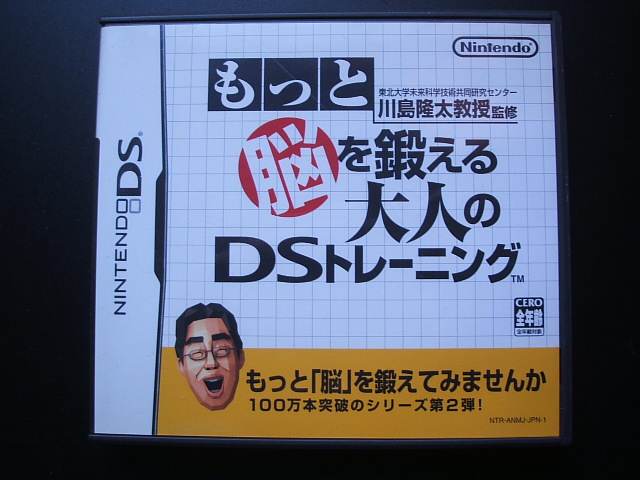 Nintendo
もっと
東北大学未来科学技術共同研究センター
川島隆太教授監修
脳を鍛える
大人の
DSトレーニング™
NINTENDO DS®
CERO
全年齢
全年齢対象
もっと「脳」を鍛えてみませんか
100万本突破のシリーズ第2弾!
NTR-ANMJ-JPN-1